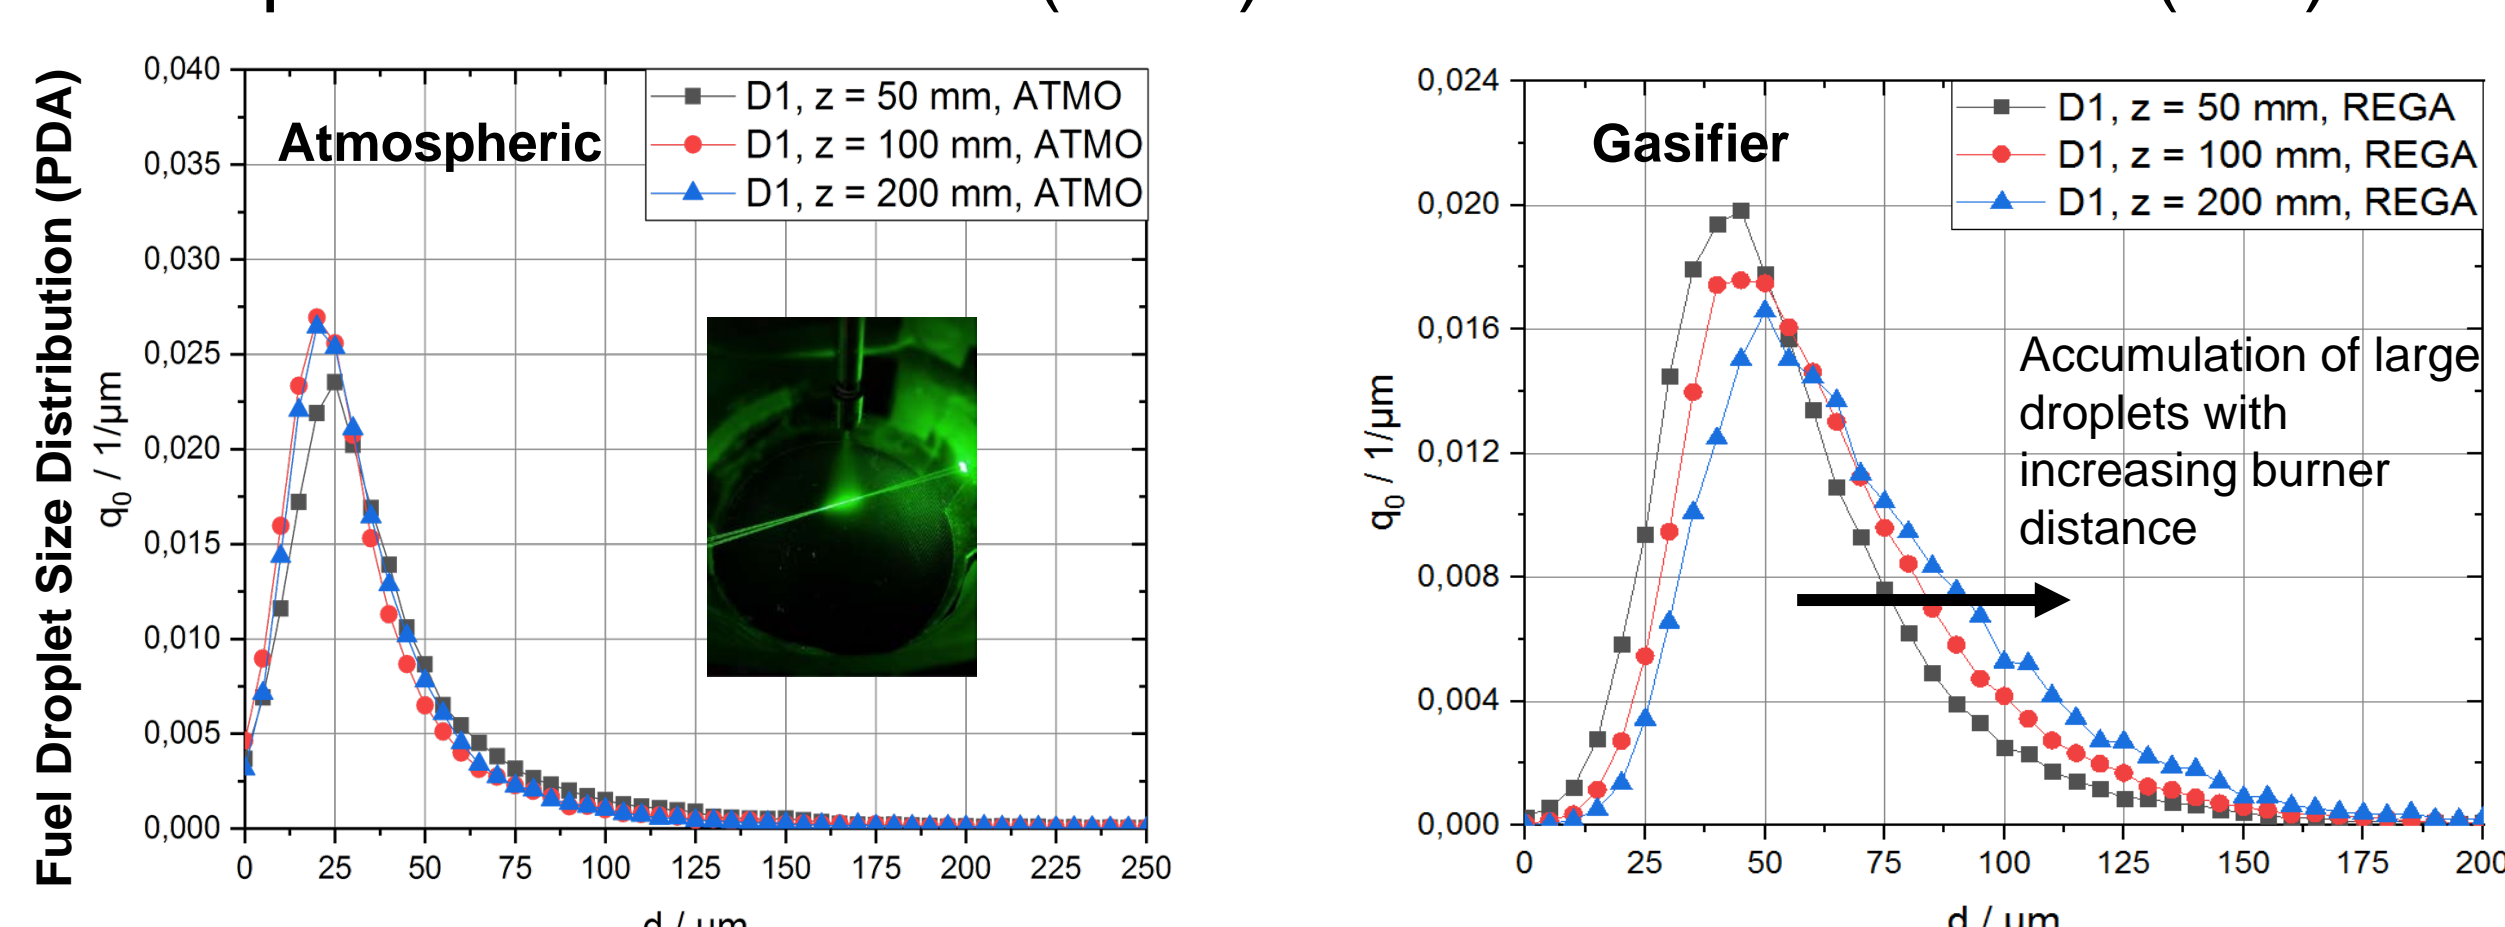 Fuel Droplet Size Distribution (PDA)
q0 / 1/µm
0,040
0,035
0,030
0,025
0,020
0,015
0,010
0,005
0,000
Atmospheric
D1, z = 50 mm, ATMO
D1, z = 100 mm, ATMO
D1, z = 200 mm, ATMO
0 25 50 75 100 125 150 175 200 225 250
d / µm
q0 / 1/µm
0,024
0,020
0,016
0,012
0,008
0,004
0,000
Gasifier
D1, z = 50 mm, REGA
D1, z = 100 mm, REGA
D1, z = 200 mm, REGA
Accumulation of large
droplets with
increasing burner
distance
0 25 50 75 100 125 150 175 200
d / µm